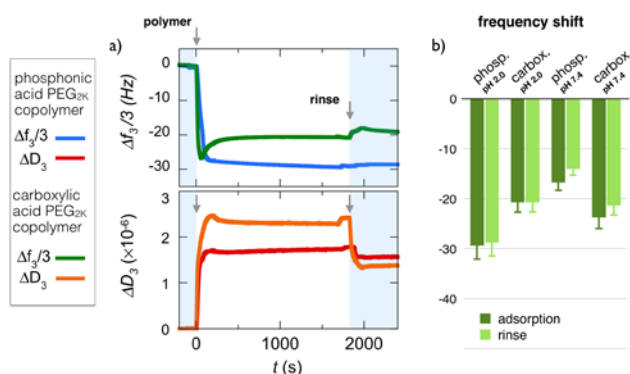 phosphonic
acid PEG2K
copolymer
Δf3/3
ΔD3
carboxylic
acid PEG2K
copolymer
Δf3/3
ΔD3
a)
polymer
rinse
Δf3/3 (Hz)
0
-10
-20
-30
ΔD3 (×10-6)
3
2
1
0
0
1000
2000
t (s)
b)
frequency shift
phosp.
pH 2.0
carbox.
pH 2.0
phosp.
pH 7.4
carbox.
pH 7.4
0
-10
-20
-30
-40
adsorption
rinse